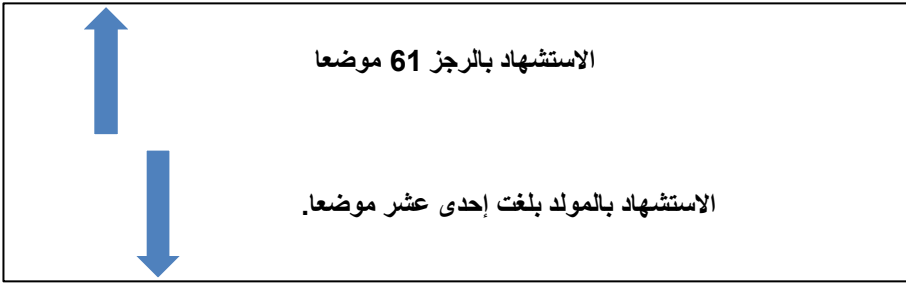 الاستشهاد بالرجز 61 موضعا
الاستشهاد بالمولد بلغت إحدى عشر موضعا.